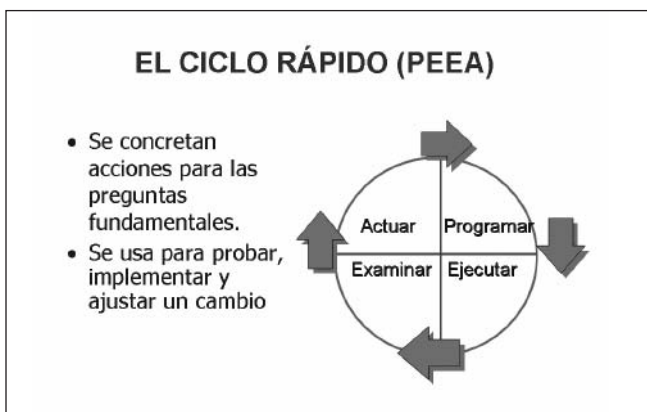 EL CICLO RÁPIDO (PEEA)
• Se concretan
acciones para las
preguntas
fundamentales.
• Se usa para probar,
implementar y
ajustar un cambio
Actuar
Programar
Examinar
Ejecutar